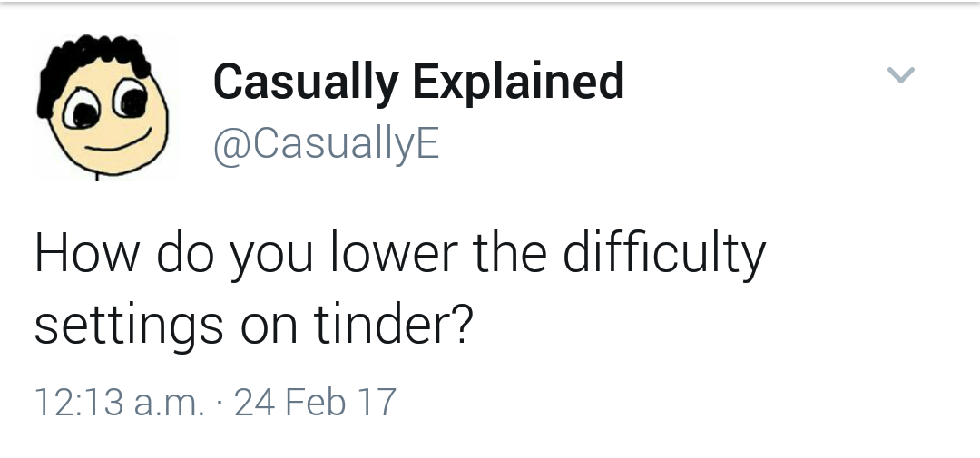 Casually Explained
@CasuallyE
How do you lower the difficulty
settings on tinder?
12:13 a.m. · 24 Feb 17